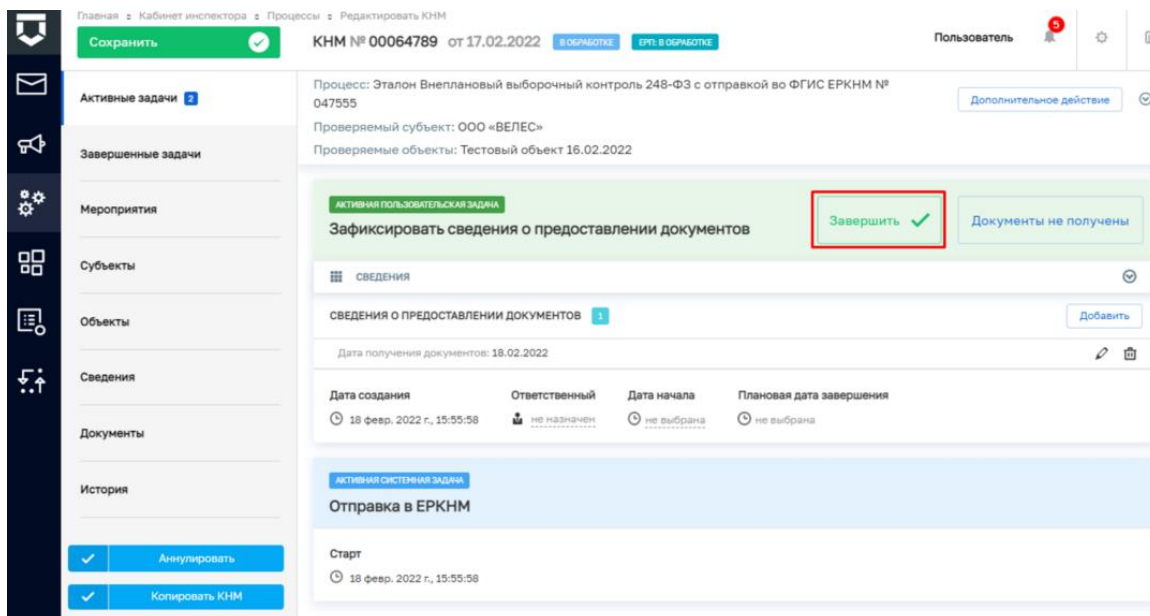 Главная : Кабинет инспектора : Процессы : Редактировать КНМ
Сохранить
КНМ № 00064789 от 17.02.2022 В ОБРАБОТКЕ ЕРП: В ОБРАБОТКЕ
Пользователь 5
Активные задачи 2
Завершенные задачи
Мероприятия
Субъекты
Объекты
Сведения
Документы
История
Аннулировать
Копировать КНМ
Процесс: Эталон Внеплановый выборочный контроль 248-ФЗ с отправкой во ФГИС ЕРКНМ №
047555
Дополнительное действие
Проверяемый субъект: ООО «ВЕЛЕС»
Проверяемые объекты: Тестовый объект 16.02.2022
АКТИВНАЯ ПОЛЬЗОВАТЕЛЬСКАЯ ЗАДАЧА
Зафиксировать сведения о предоставлении документов
Завершить
Документы не получены
СВЕДЕНИЯ
СВЕДЕНИЯ О ПРЕДОСТАВЛЕНИИ ДОКУМЕНТОВ 1
Добавить
Дата получения документов: 18.02.2022
Дата создания Ответственный Дата начала Плановая дата завершения
18 февр. 2022 г., 15:55:58 не назначен не выбрана не выбрана
АКТИВНАЯ СИСТЕМНАЯ ЗАДАЧА
Отправка в ЕРКНМ
Старт
18 февр. 2022 г., 15:55:58